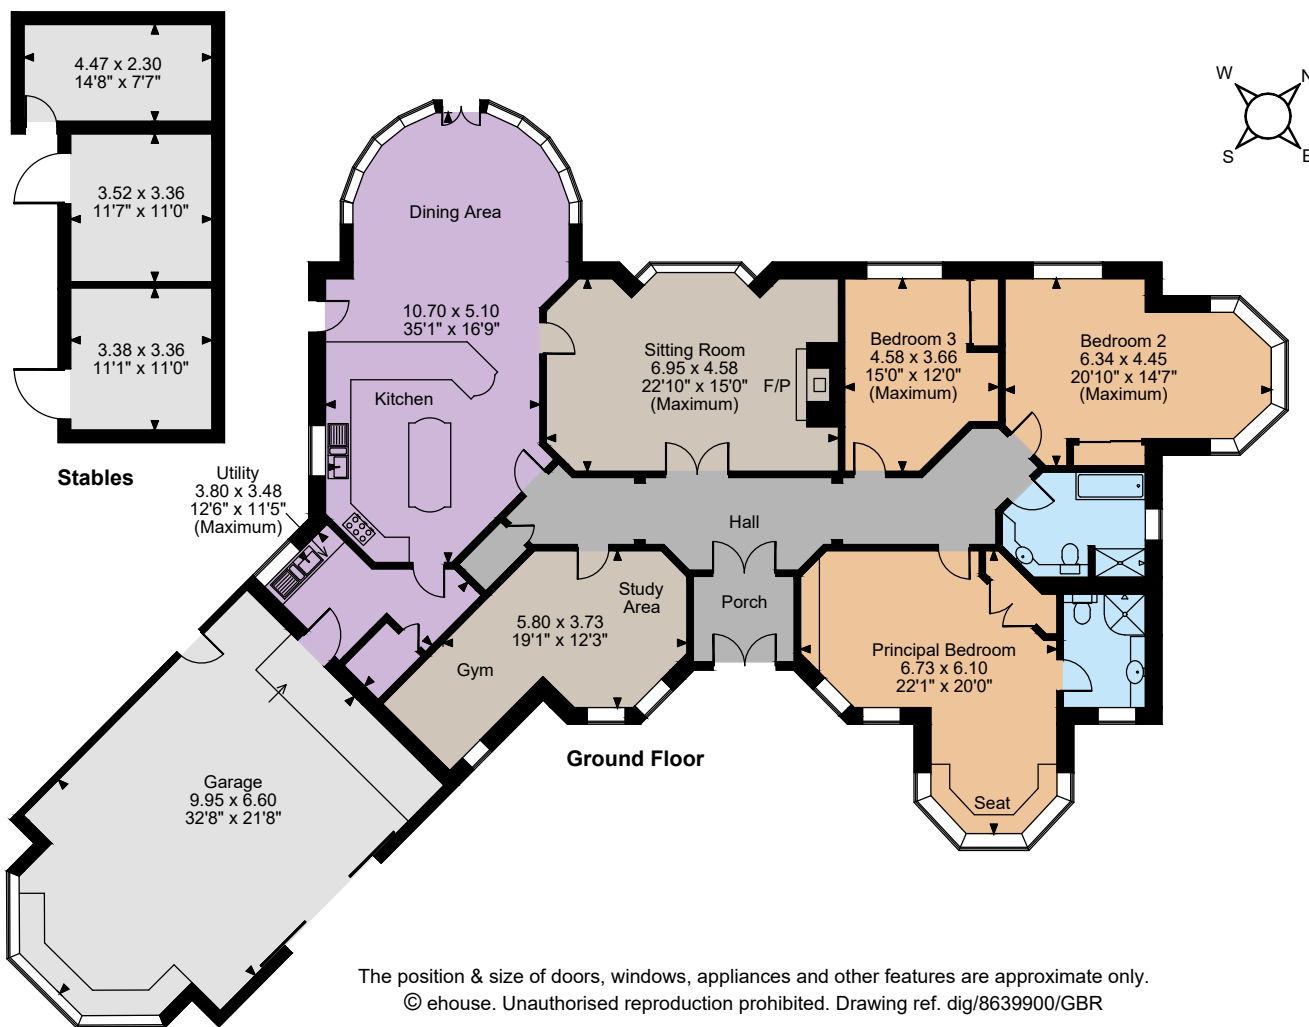 4.47 x 2.30
14'8" x 7'7"
W
N
S
E
3.52 x 3.36
11'7" x 11'0"
Dining Area
10.70 x 5.10
35'1" x 16'9"
3.38 x 3.36
11'1" x 11'0"
Sitting Room
6.95 x 4.58
22'10" x 15'0"
(Maximum)
F/P
Bedroom 3
4.58 x 3.66
15'0" x 12'0"
(Maximum)
Bedroom 2
6.34 x 4.45
20'10" x 14'7"
(Maximum)
Kitchen
Stables
Utility
3.80 x 3.48
12'6" x 11'5"
(Maximum)
Hall
Study
Area
Porch
5.80 x 3.73
19'1" x 12'3"
Gym
Principal Bedroom
6.73 x 6.10
22'1" x 20'0"
Ground Floor
Garage
9.95 x 6.60
32'8" x 21'8"
Seat
The position & size of doors, windows, appliances and other features are approximate only.
© ehouse. Unauthorised reproduction prohibited. Drawing ref. dig/8639900/GBR